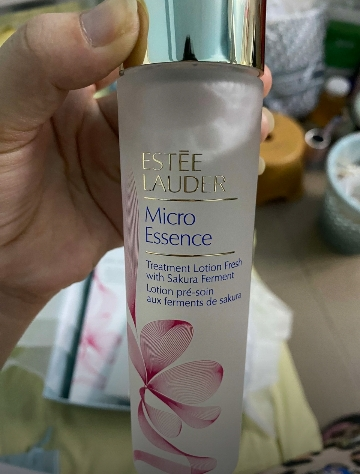 ESTĒE
LAUDER
Micro
Essence
Treatment Lotion Fresh
with Sakura Ferment
Lotion pré-soin
aux ferments de sakura